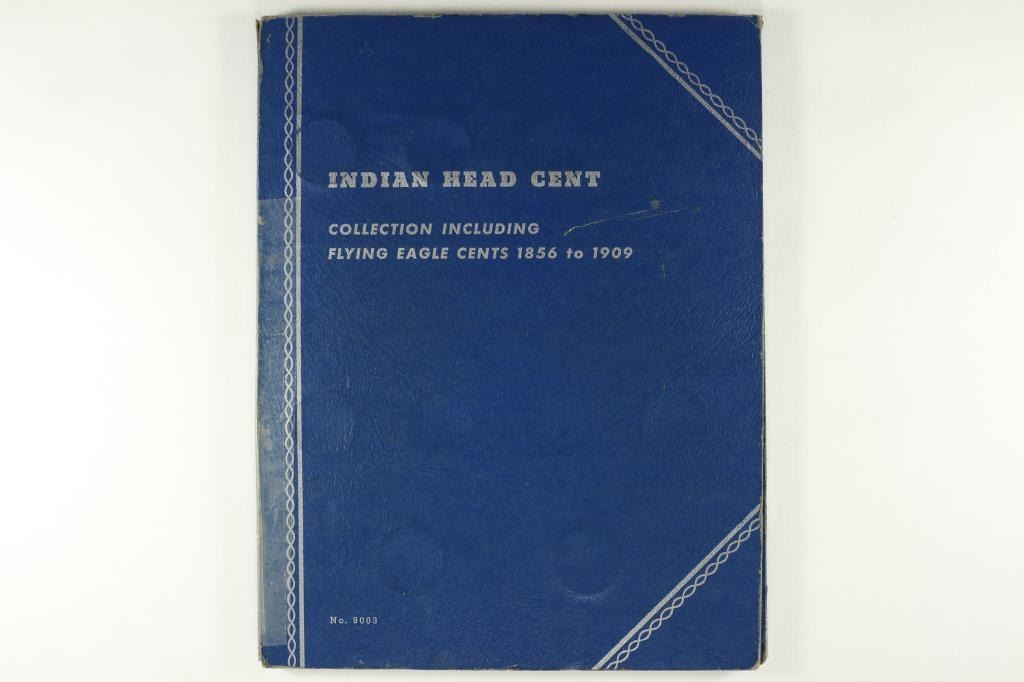 INDIAN HEAD CENT
COLLECTION INCLUDING
FLYING EAGLE CENTS 1856 to 1909
No. 9003